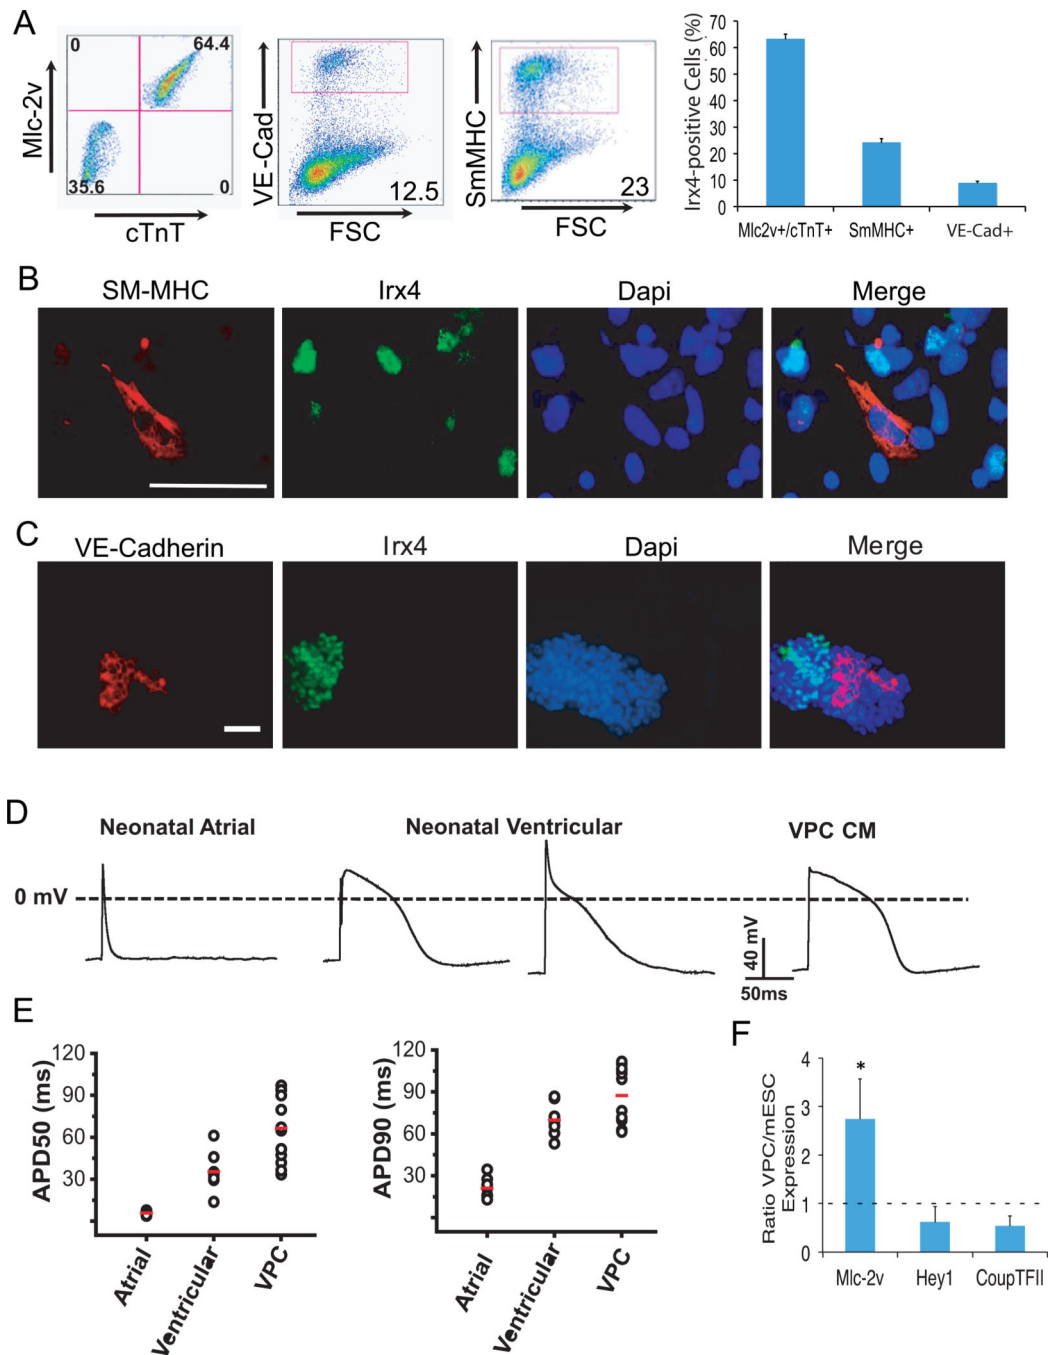 A
Mlc-2v
0
64.4
35.6
0
cTnT
VE-Cad
12.5
FSC
SmMHC
23
FSC
Irx4-positive Cells (%)
70
60
50
40
30
20
10
0
Mlc2v+/cTnT+ SmMHC+ VE-Cad+
B
SM-MHC Irx4 Dapi Merge
C
VE-Cadherin Irx4 Dapi Merge
D
Neonatal Atrial Neonatal Ventricular VPC CM
0 mV
40 mV
50ms
E
APD50 (ms)
120
90
60
30
Atrial
Ventricular
VPC
APD90 (ms)
120
90
60
30
Atrial
Ventricular
VPC
F
Ratio VPC/mESC
Expression
4
3
2
1
0
*
Mlc-2v Hey1 CoupTFII